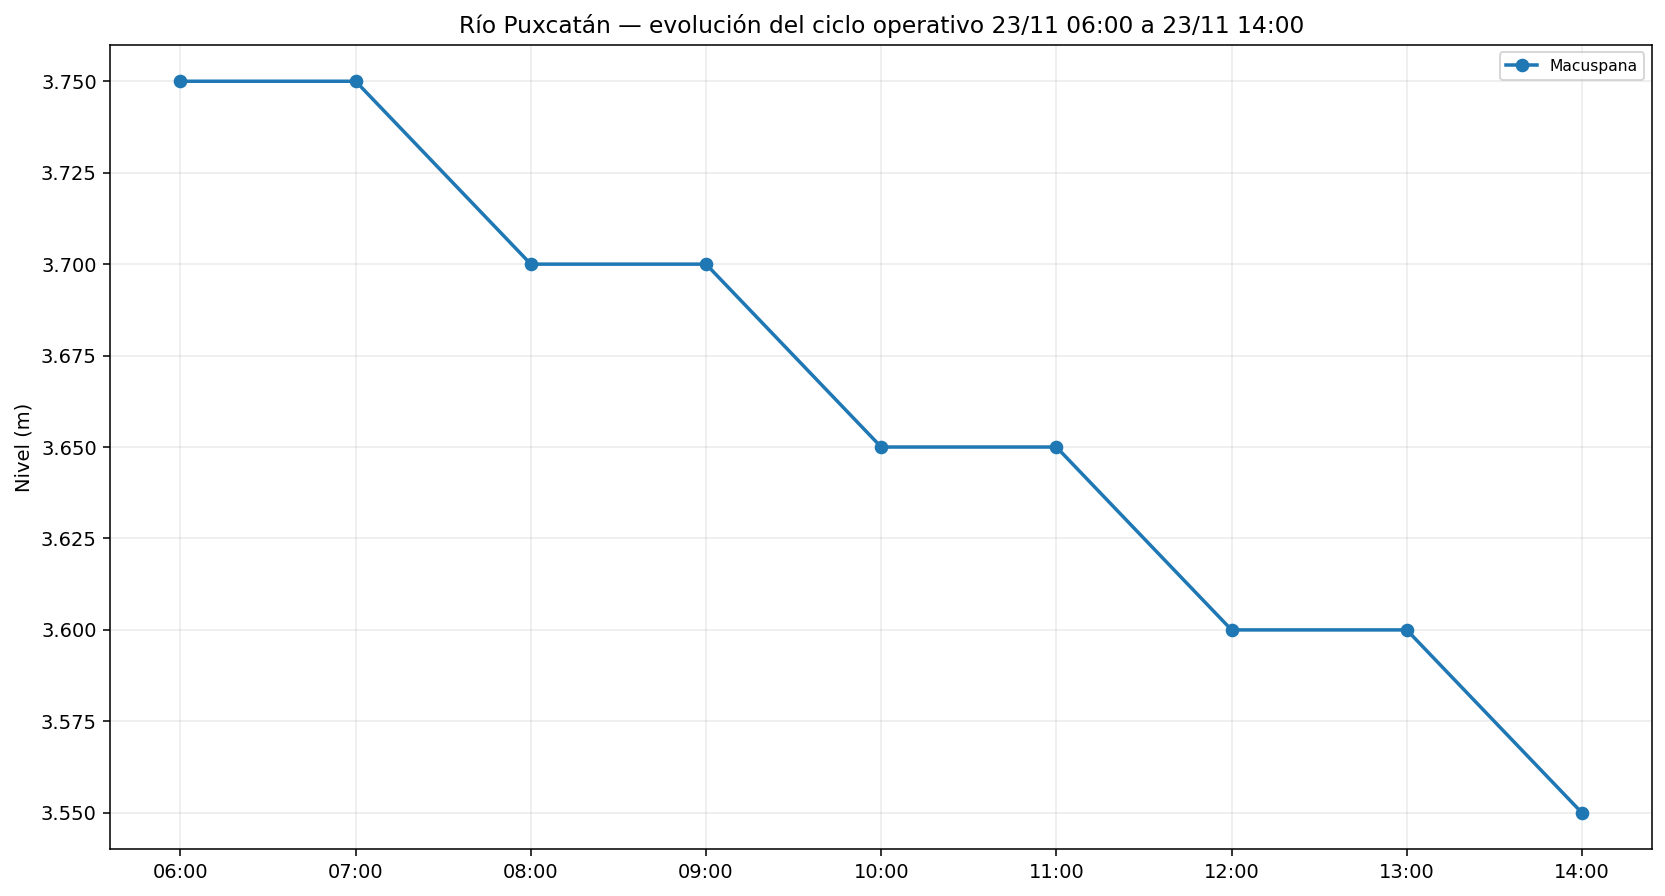 Río Puxcatán — evolución del ciclo operativo 23/11 06:00 a 23/11 14:00
Macuspana
Nivel (m)
3.750
3.725
3.700
3.675
3.650
3.625
3.600
3.575
3.550
06:00 07:00 08:00 09:00 10:00 11:00 12:00 13:00 14:00